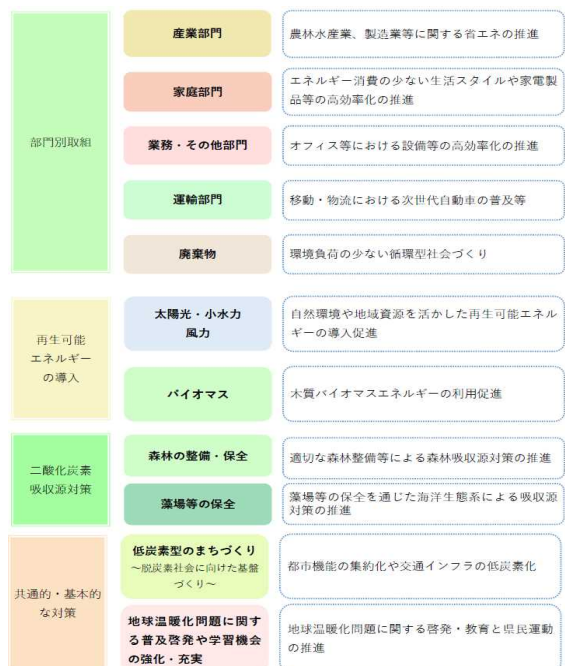 部門別取組
産業部門
農林水産業、製造業等に関する省エネの推進
家庭部門
エネルギー消費の少ない生活スタイルや家電製
品等の高効率化の推進
業務・その他部門
オフィス等における設備等の高効率化の推進
運輸部門
移動・物流における次世代自動車の普及等
廃棄物
環境負荷の少ない循環型社会づくり
再生可能
エネルギー
の導入
太陽光・小水力
風力
自然環境や地域資源を活かした再生可能エネル
ギーの導入促進
バイオマス
木質バイオマスエネルギーの利用促進
二酸化炭素
吸収源対策
森林の整備・保全
適切な森林整備等による森林吸収源対策の推進
藻場等の保全
藻場等の保全を通じた海洋生態系による吸収源
対策の推進
共通的・基本的
な対策
低炭素型のまちづくり
～脱炭素社会に向けた基盤
づくり～
都市機能の集約化や交通インフラの低炭素化
地球温暖化問題に関す
る普及啓発や学習機会
の強化・充実
地球温暖化問題に関する啓発・教育と県民運動
の推進